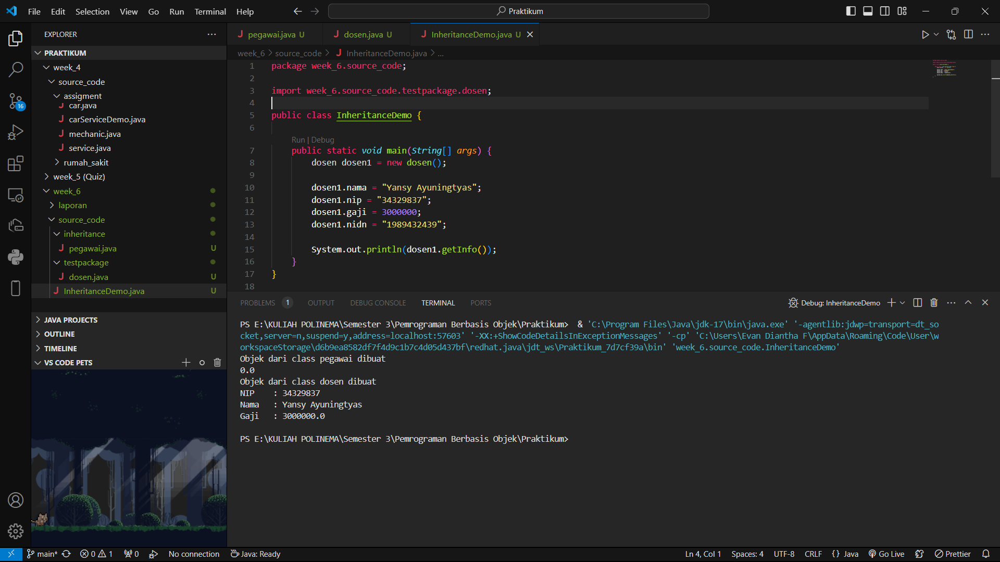 File Edit Selection View Go Run Terminal Help
Praktikum
EXPLORER
PRAKTIKUM
week_4
source_code
assigment
car.java
carServiceDemo.java
mechanic.java
service.java
rumah_sakit
week_5 (Quiz)
week_6
laporan
source_code
inheritance
pegawai.java U
testpackage
dosen.java U
InheritanceDemo.java U
JAVA PROJECTS
OUTLINE
TIMELINE
VS CODE PETS
16
pegawai.java U
dosen.java U
InheritanceDemo.java U
week_6 > source_code > InheritanceDemo.java > ...
1 package week_6.source_code;
2
3 import week_6.source_code.testpackage.dosen;
4
5 public class InheritanceDemo {
6
Run | Debug
7 public static void main(String[] args) {
8 dosen dosen1 = new dosen();
9
10 dosen1.nama = "Yansy Ayuningtyas";
11 dosen1.nip = "34329837";
12 dosen1.gaji = 3000000;
13 dosen1.nidn = "1989432439";
14
15 System.out.println(dosen1.getInfo());
16 }
17 }
18
PROBLEMS 1 OUTPUT DEBUG CONSOLE TERMINAL PORTS
Debug: InheritanceDemo
PS E:\KULIAH POLINEMA\Semester 3\Pemrograman Berbasis Objek\Praktikum>  & 'C:\Program Files\Java\jdk-17\bin\java.exe' '-agentlib:jdwp=transport=dt_so
cket,server=n,suspend=y,address=localhost:57603' '-XX:+ShowCodeDetailsInExceptionMessages' '-cp' 'C:\Users\Evan Diantha F\AppData\Roaming\Code\User\w
orkspaceStorage\d6b9ea8582df7f4d9c1b7c4d05d437bf\redhat.java\jdt_ws\Praktikum_7d7cf39a\bin' 'week_6.source_code.InheritanceDemo'
Objek dari class pegawai dibuat
0.0
Objek dari class dosen dibuat
NIP    : 34329837
Nama   : Yansy Ayuningtyas
Gaji   : 3000000.0
PS E:\KULIAH POLINEMA\Semester 3\Pemrograman Berbasis Objek\Praktikum>
main* 0 1 0 No connection Java: Ready
Ln 4, Col 1 Spaces: 4 UTF-8 CRLF {} Java Go Live Prettier